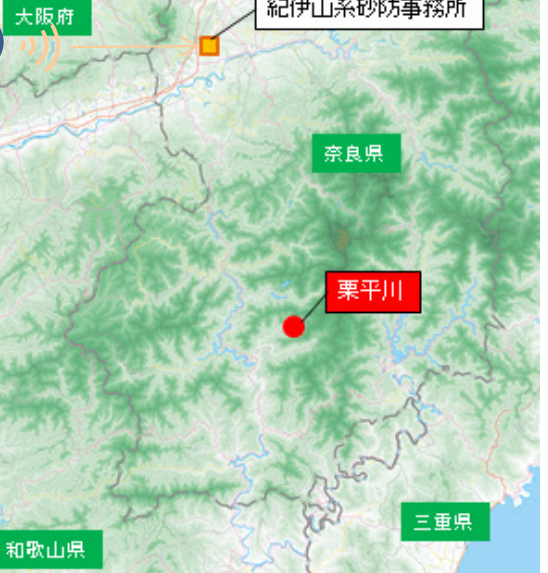 紀伊山系砂防事務所
大阪府
奈良県
栗平川
三重県
和歌山県